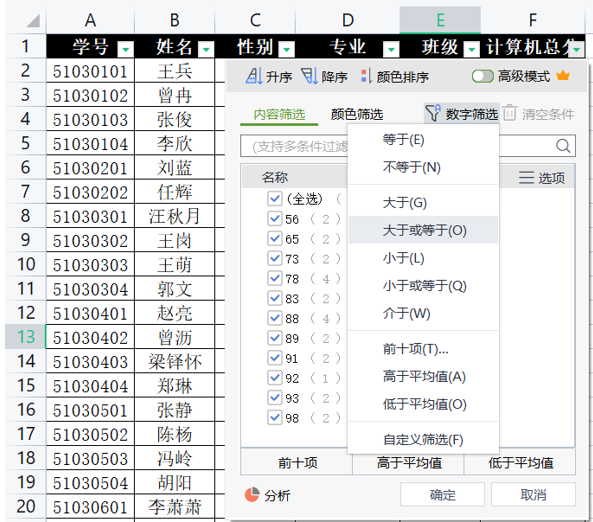 A B C D E F
1 学号 姓名 性别 专业 班级 计算机总分
2 51030101 王兵
3 51030102 曾冉
4 51030103 张俊
5 51030104 李欣
6 51030201 刘蓝
7 51030202 任辉
8 51030301 汪秋月
9 51030302 王岗
10 51030303 王萌
11 51030304 郭文
12 51030401 赵亮
13 51030402 曾沥
14 51030403 梁铎怀
15 51030404 郑琳
16 51030501 张静
17 51030502 陈杨
18 51030503 冯岭
19 51030504 胡阳
20 51030601 李萧萧
升序 降序 颜色排序 高级模式
内容筛选 颜色筛选 数字筛选 清空条件
(支持多条件过滤
名称 选项
(全选) (
56 ( 2 )
65 ( 2 )
73 ( 2 )
78 ( 4 )
83 ( 2 )
88 ( 4 )
89 ( 2 )
91 ( 2 )
92 ( 1 )
93 ( 2 )
98 ( 2 )
等于(E)
不等于(N)
大于(G)
大于或等于(O)
小于(L)
小于或等于(Q)
介于(W)
前十项(T)...
高于平均值(A)
低于平均值(O)
自定义筛选(F)
前十项 高于平均值 低于平均值
分析 确定 取消